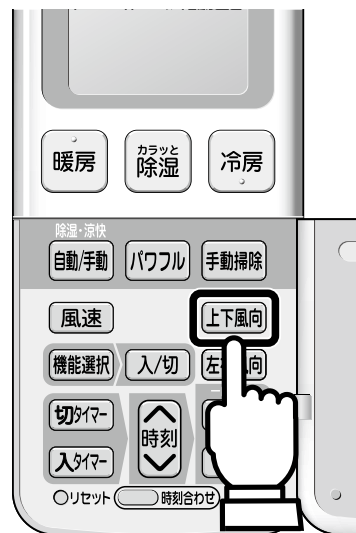 暖房
カラッと
除湿
冷房
除湿・涼快
自動/手動
パワフル
手動掃除
風速
上下風向
機能選択
入/切
左 向
切タイマー
時刻
入タイマー
リセット
時刻合わせ